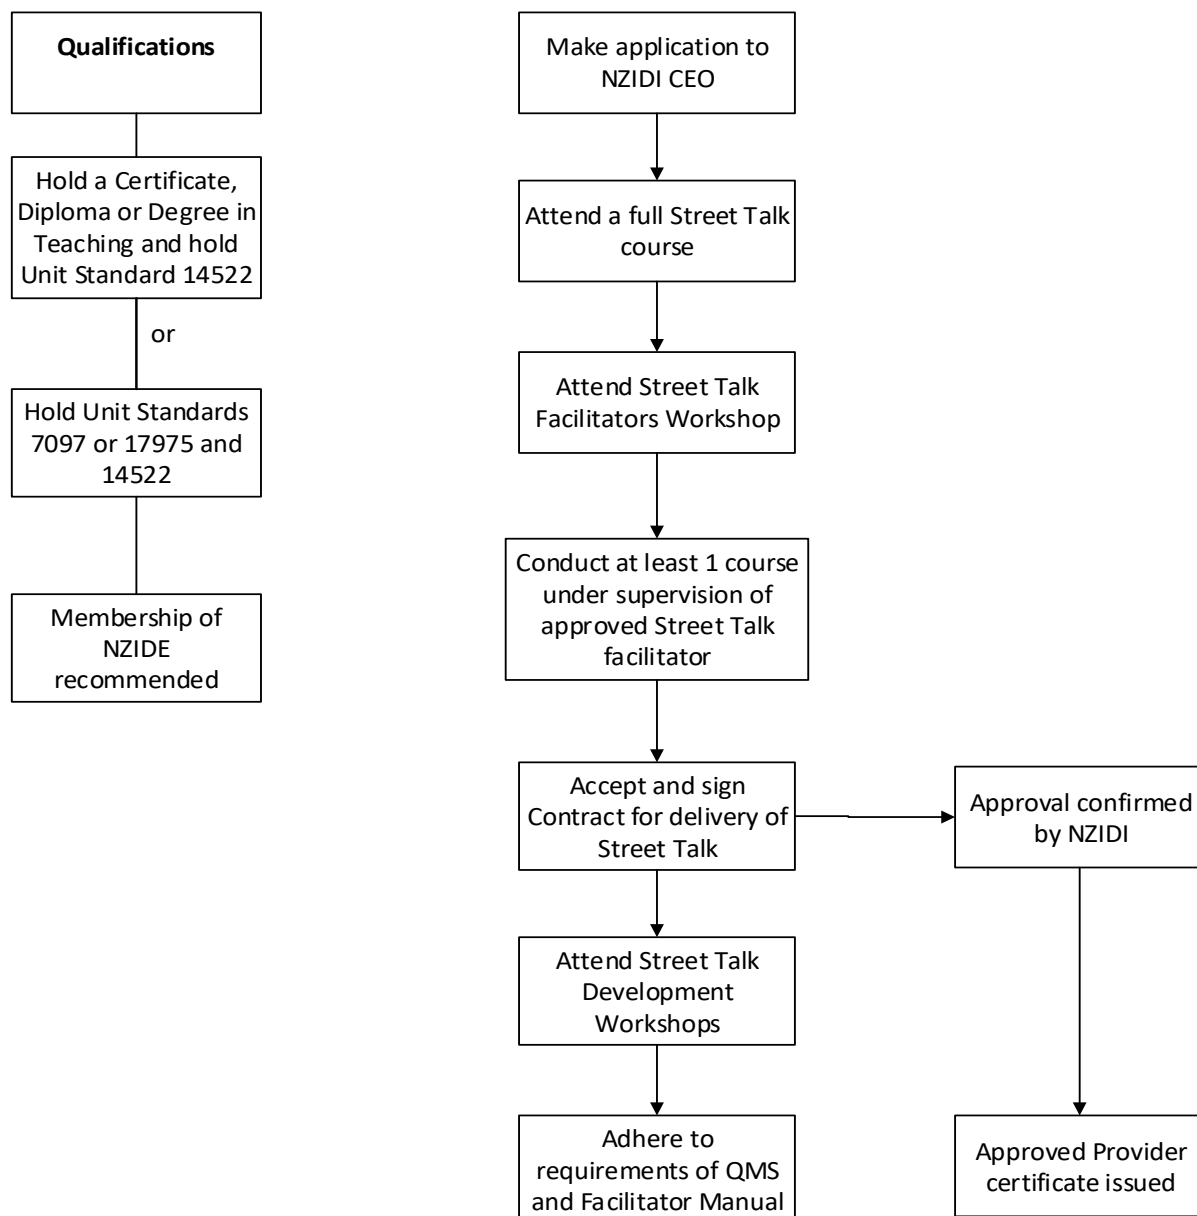 Qualifications
Hold a Certificate,
Diploma or Degree in
Teaching and hold
Unit Standard 14522
or
Hold Unit Standards
7097 or 17975 and
14522
Membership of
NZIDE
recommended
Make application to
NZIDI CEO
Attend a full Street Talk
course
Attend Street Talk
Facilitators Workshop
Conduct at least 1 course
under supervision of
approved Street Talk
facilitator
Accept and sign
Contract for delivery of
Street Talk
Attend Street Talk
Development
Workshops
Adhere to
requirements of QMS
and Facilitator Manual
Approval confirmed
by NZIDI
Approved Provider
certificate issued